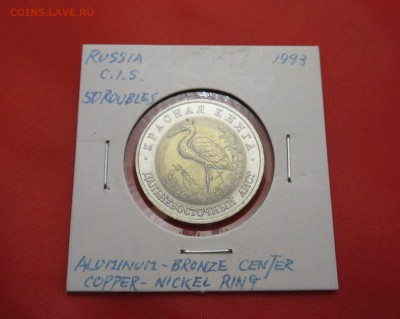 COINS.LAVE.RU
RUSSIA 1993
C.I.S.
50 ROUBLES
КРАСНАЯ КНИГА
ДАЛЬНЕВОСТОЧНЫЙ АИСТ
ALUMINUM - BRONZE CENTER
COPPER - NICKEL RING